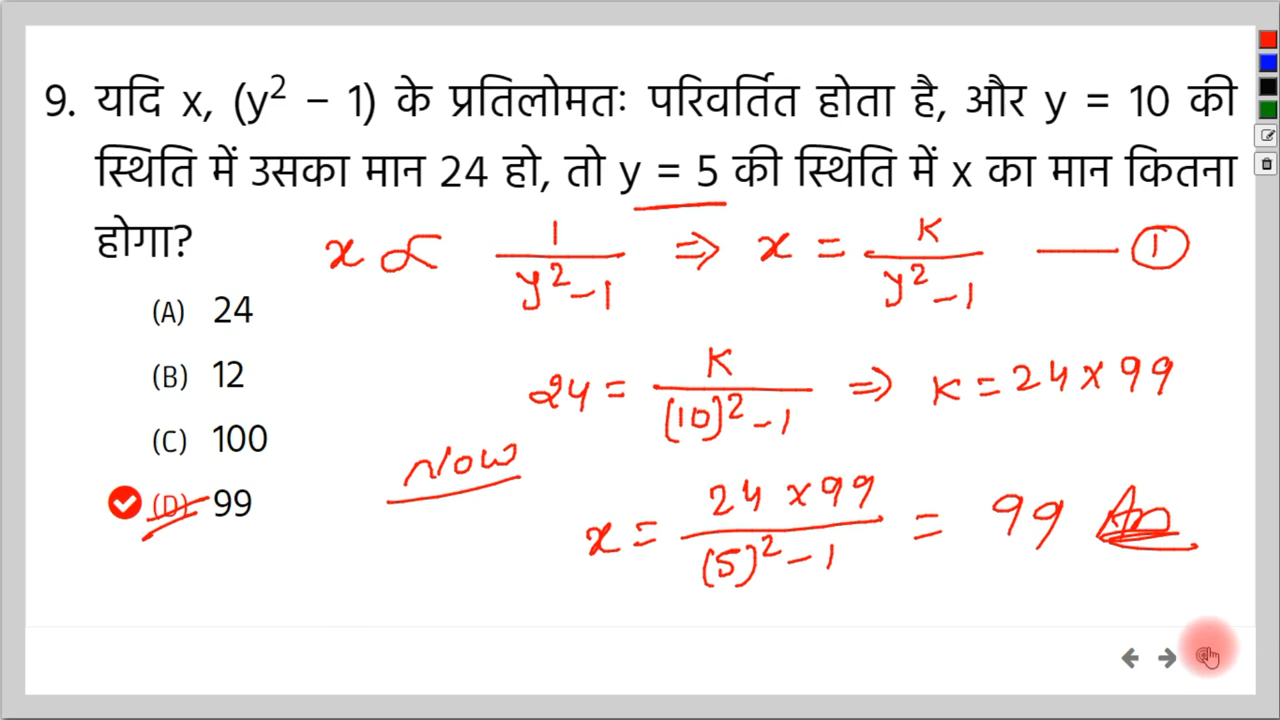 9. यदि x, (y² – 1) के प्रतिलोमतः परिवर्तित होता है, और y = 10 की
स्थिति में उसका मान 24 हो, तो y = 5 की स्थिति में x का मान कितना
होगा?
x ∝ 1/(y²-1) ⇒ x = K/(y²-1) —— ①
(A) 24
24 = K/((10)²-1) ⇒ K = 24 × 99
(B) 12
(C) 100
Now
(D) 99
x = (24 × 99)/((5)²-1) = 99 An